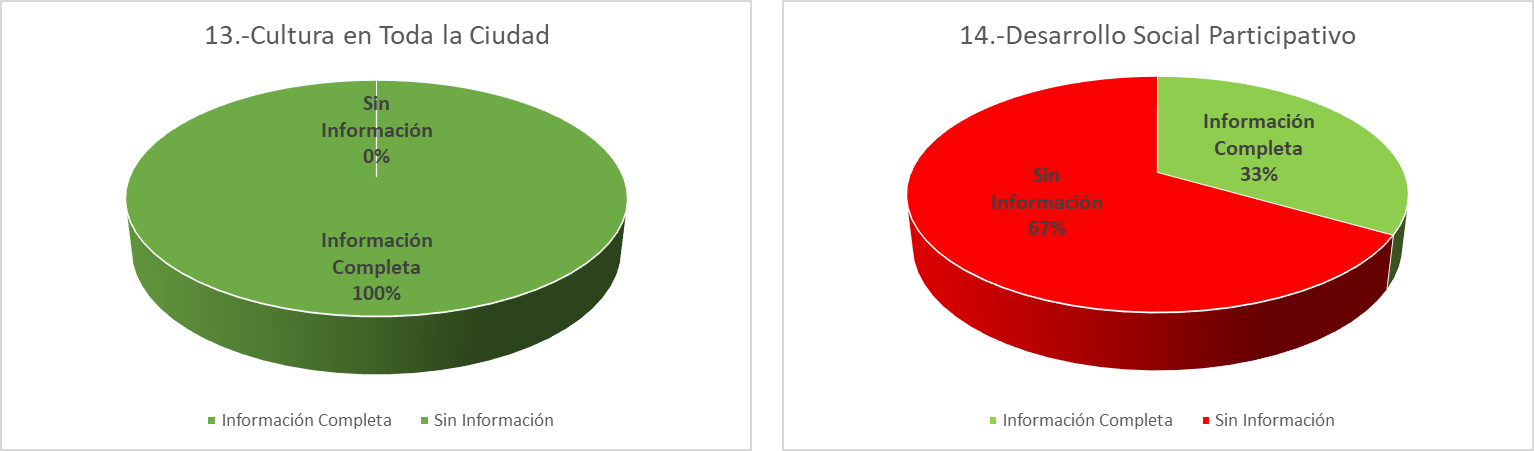 13.-Cultura en Toda la Ciudad
Sin
Información
0%
Información
Completa
100%
Información Completa
Sin Información
14.-Desarrollo Social Participativo
Información
Completa
33%
Sin
Información
67%
Información Completa
Sin Información